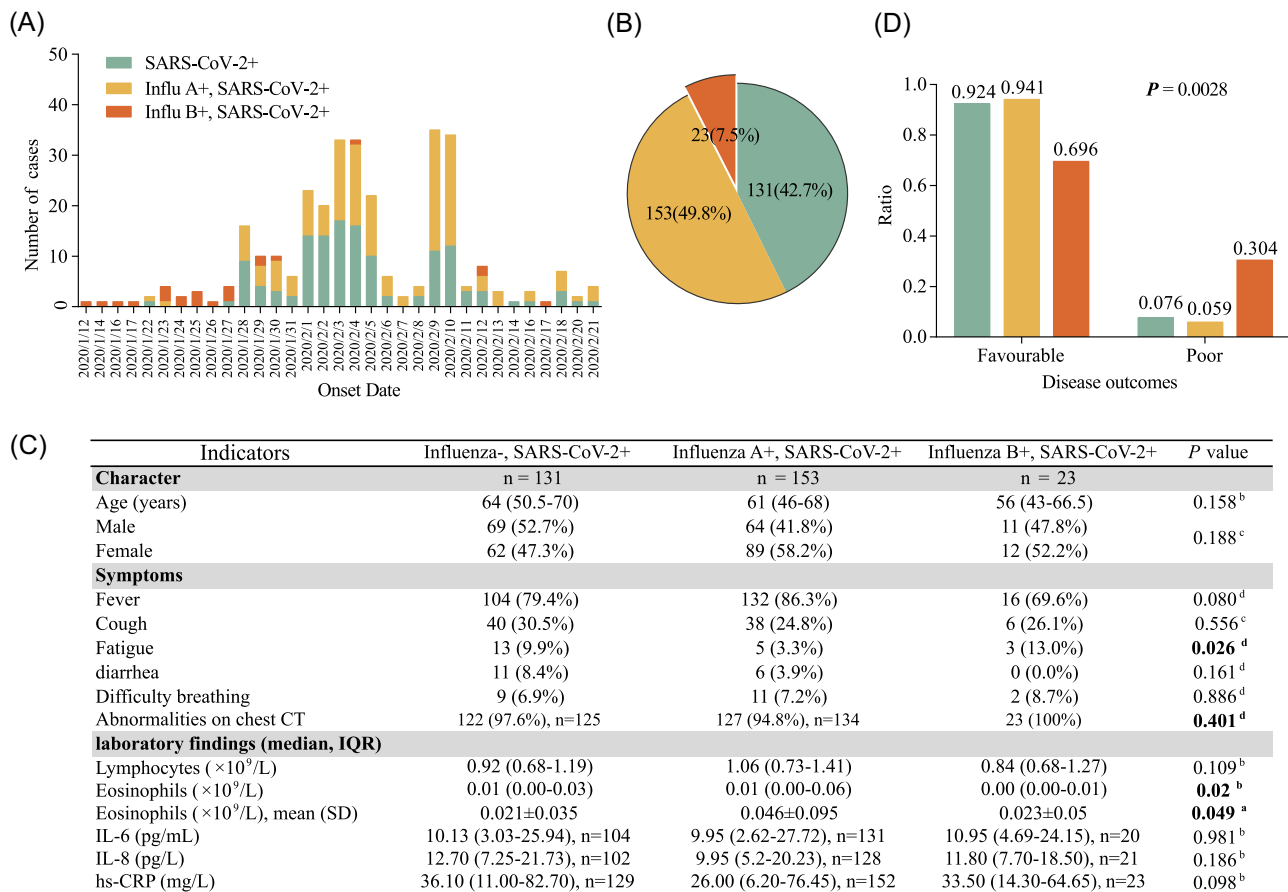 (A)
50
40
30
20
10
0
Number of cases
SARS-CoV-2+
Influ A+, SARS-CoV-2+
Influ B+, SARS-CoV-2+
2020/1/12
2020/1/14
2020/1/16
2020/1/17
2020/1/22
2020/1/23
2020/1/24
2020/1/25
2020/1/26
2020/1/27
2020/1/28
2020/1/29
2020/1/30
2020/1/31
2020/2/1
2020/2/2
2020/2/3
2020/2/4
2020/2/5
2020/2/6
2020/2/7
2020/2/8
2020/2/9
2020/2/10
2020/2/11
2020/2/12
2020/2/13
2020/2/14
2020/2/16
2020/2/17
2020/2/18
2020/2/20
2020/2/21
Onset Date
(B)
23(7.5%)
131(42.7%)
153(49.8%)
(D)
P = 0.0028
1.0
0.8
0.6
0.4
0.2
0.0
Ratio
0.924
0.941
0.696
0.076
0.059
0.304
Favourable Poor
Disease outcomes
(C)
Indicators Influenza-, SARS-CoV-2+ Influenza A+, SARS-CoV-2+ Influenza B+, SARS-CoV-2+ P value
Character n = 131 n = 153 n = 23
Age (years) 64 (50.5-70) 61 (46-68) 56 (43-66.5) 0.158 b
Male 69 (52.7%) 64 (41.8%) 11 (47.8%)
0.188 c
Female 62 (47.3%) 89 (58.2%) 12 (52.2%)
Symptoms
Fever 104 (79.4%) 132 (86.3%) 16 (69.6%) 0.080 d
Cough 40 (30.5%) 38 (24.8%) 6 (26.1%) 0.556 c
Fatigue 13 (9.9%) 5 (3.3%) 3 (13.0%) 0.026 d
diarrhea 11 (8.4%) 6 (3.9%) 0 (0.0%) 0.161 d
Difficulty breathing 9 (6.9%) 11 (7.2%) 2 (8.7%) 0.886 d
Abnormalities on chest CT 122 (97.6%), n=125 127 (94.8%), n=134 23 (100%) 0.401 d
laboratory findings (median, IQR)
Lymphocytes (×10⁹/L) 0.92 (0.68-1.19) 1.06 (0.73-1.41) 0.84 (0.68-1.27) 0.109 b
Eosinophils (×10⁹/L) 0.01 (0.00-0.03) 0.01 (0.00-0.06) 0.00 (0.00-0.01) 0.02 b
Eosinophils (×10⁹/L), mean (SD) 0.021±0.035 0.046±0.095 0.023±0.05 0.049 a
IL-6 (pg/mL) 10.13 (3.03-25.94), n=104 9.95 (2.62-27.72), n=131 10.95 (4.69-24.15), n=20 0.981 b
IL-8 (pg/L) 12.70 (7.25-21.73), n=102 9.95 (5.2-20.23), n=128 11.80 (7.70-18.50), n=21 0.186 b
hs-CRP (mg/L) 36.10 (11.00-82.70), n=129 26.00 (6.20-76.45), n=152 33.50 (14.30-64.65), n=23 0.098 b